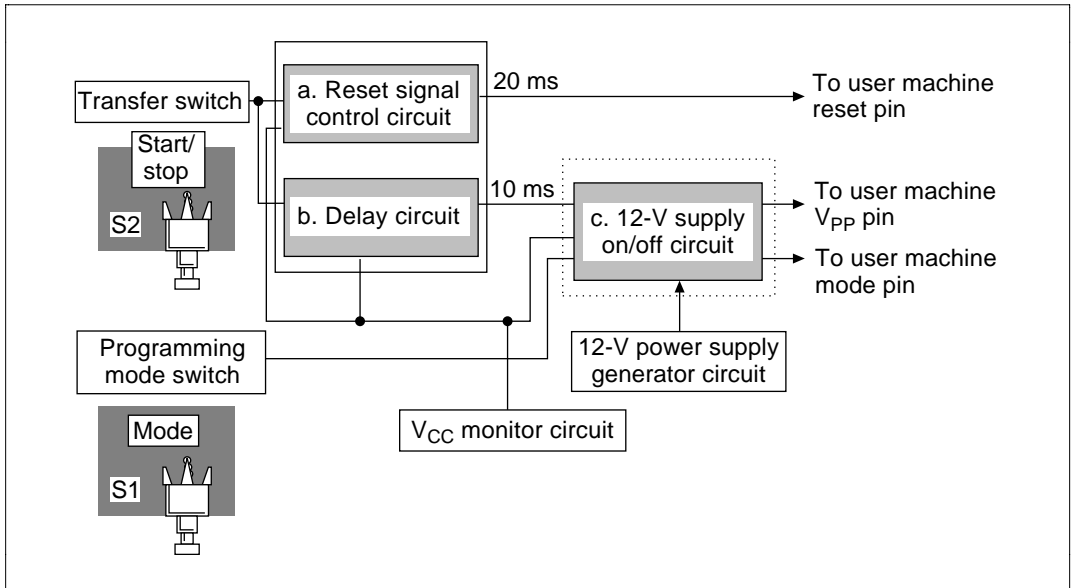 Transfer switch
Start/
stop
S2
a. Reset signal
control circuit
20 ms
To user machine
reset pin
b. Delay circuit
10 ms
c. 12-V supply
on/off circuit
To user machine
VPP pin
To user machine
mode pin
Programming
mode switch
12-V power supply
generator circuit
VCC monitor circuit
Mode
S1